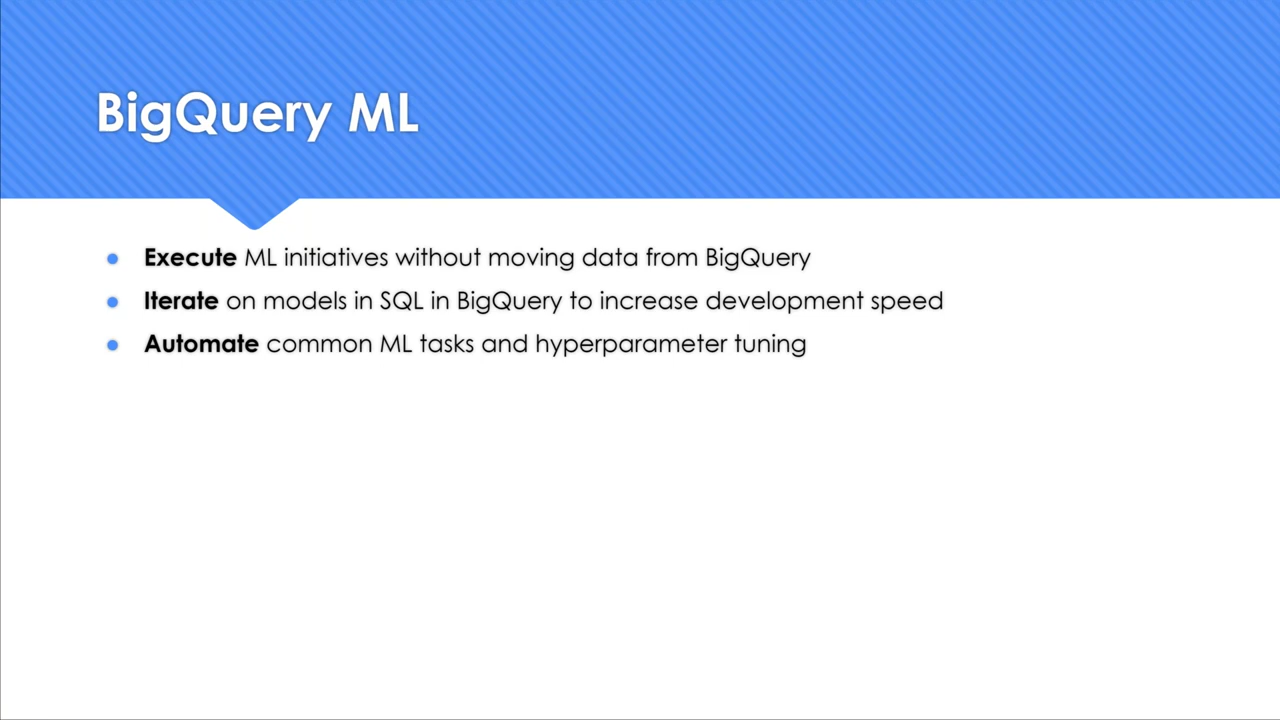 BigQuery ML
Execute ML initiatives without moving data from BigQuery
Iterate on models in SQL in BigQuery to increase development speed
Automate common ML tasks and hyperparameter tuning